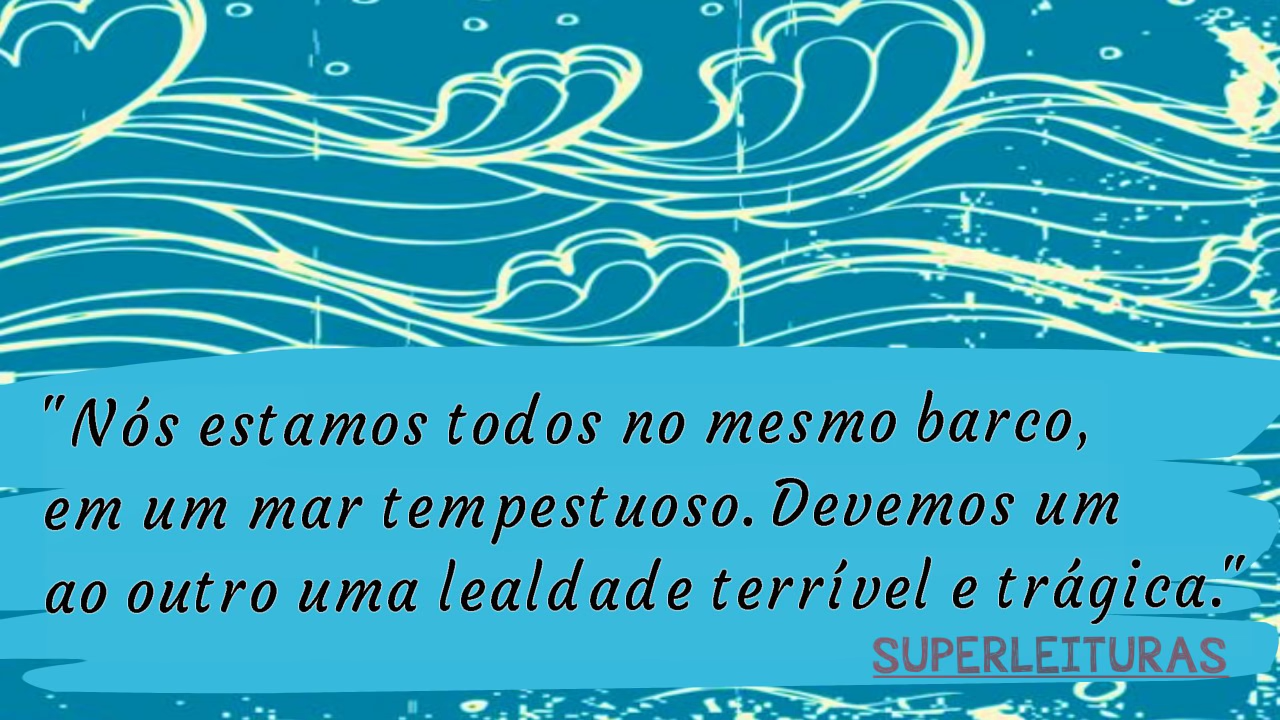 "Nós estamos todos no mesmo barco,
em um mar tempestuoso. Devemos um
ao outro uma lealdade terrível e trágica."
SUPERLEITURAS